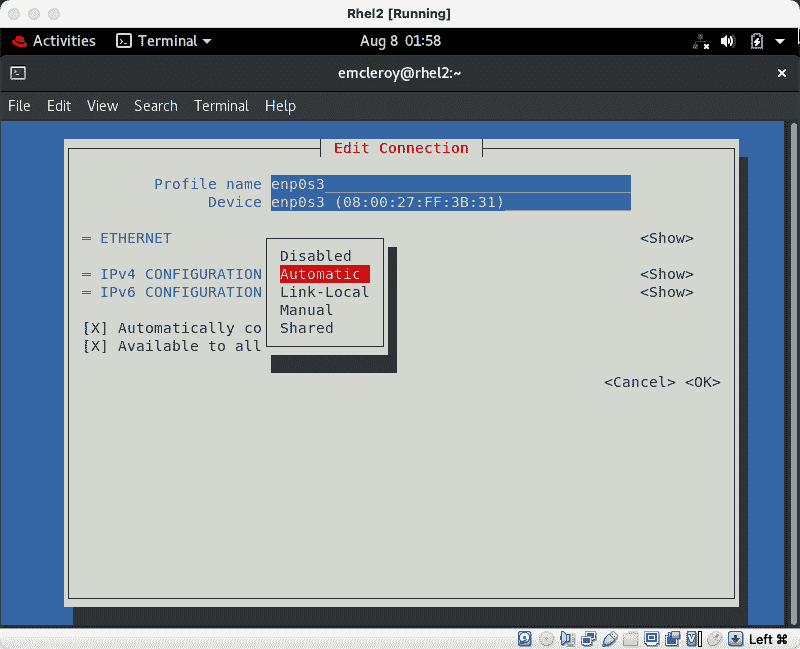 Rhel2 [Running]
Activities Terminal Aug 8 01:58
emcleroy@rhel2:~
File Edit View Search Terminal Help
Edit Connection
Profile name enp0s3
Device enp0s3 (08:00:27:FF:3B:31)
= ETHERNET <Show>
Disabled
= IPv4 CONFIGURATION Automatic <Show>
= IPv6 CONFIGURATION Link-Local <Show>
Manual
[X] Automatically co Shared
[X] Available to all
<Cancel> <OK>
Left ⌘